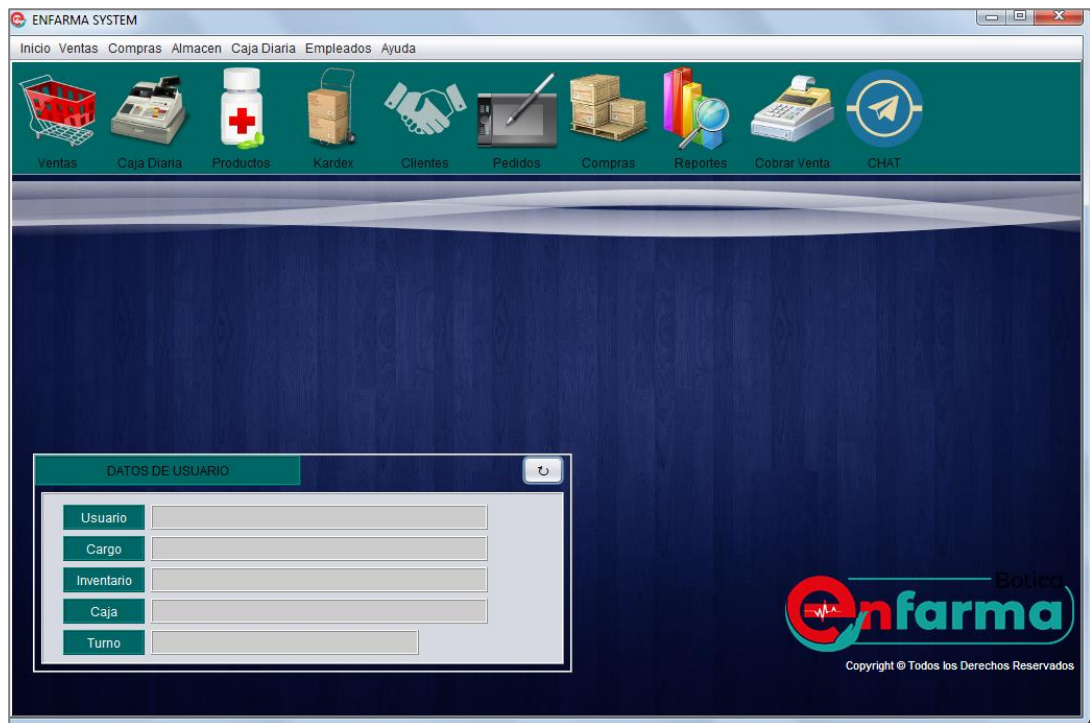 ENFARMA SYSTEM
Inicio Ventas Compras Almacen Caja Diaria Empleados Ayuda
Ventas Caja Diaria Productos Kardex Clientes Pedidos Compras Reportes Cobrar Venta CHAT
DATOS DE USUARIO
Usuario
Cargo
Inventario
Caja
Turno
Botica
enfarma
Copyright © Todos los Derechos Reservados